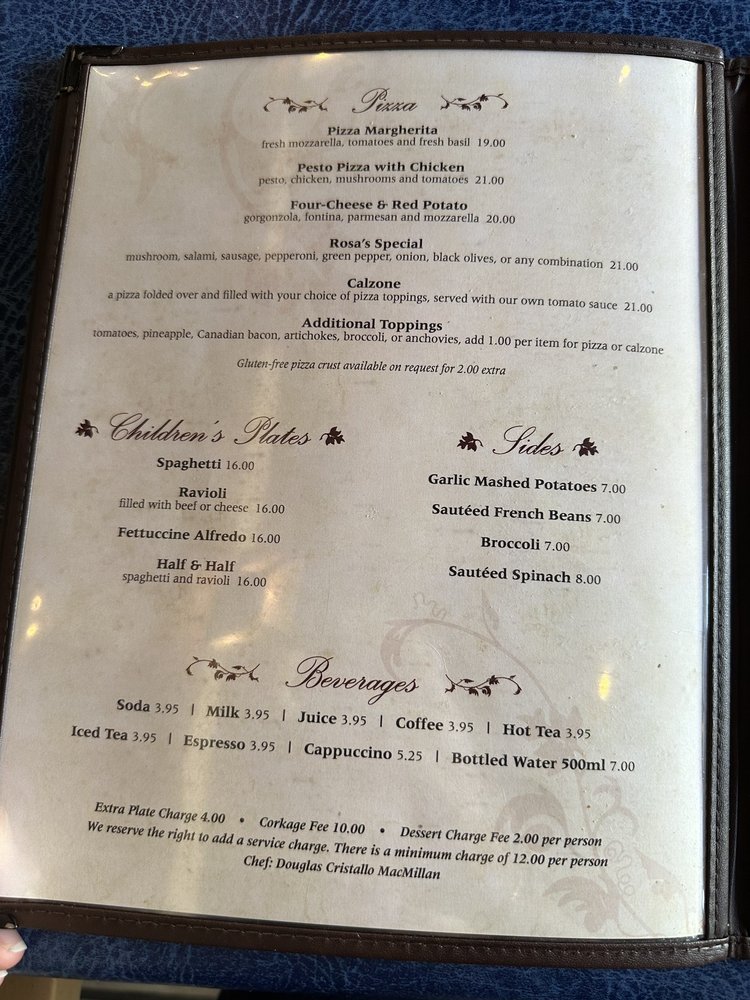 Pizza
Pizza Margherita
fresh mozzarella, tomatoes and fresh basil 19.00
Pesto Pizza with Chicken
pesto, chicken, mushrooms and tomatoes 21.00
Four-Cheese & Red Potato
gorgonzola, fontina, parmesan and mozzarella 20.00
Rosa's Special
mushroom, salami, sausage, pepperoni, green pepper, onion, black olives, or any combination 21.00
Calzone
a pizza folded over and filled with your choice of pizza toppings, served with our own tomato sauce 21.00
Additional Toppings
tomatoes, pineapple, Canadian bacon, artichokes, broccoli, or anchovies, add 1.00 per item for pizza or calzone
Gluten-free pizza crust available on request for 2.00 extra
Children's Plates
Spaghetti 16.00
Ravioli
filled with beef or cheese 16.00
Fettuccine Alfredo 16.00
Half & Half
spaghetti and ravioli 16.00
Sides
Garlic Mashed Potatoes 7.00
Sautéed French Beans 7.00
Broccoli 7.00
Sautéed Spinach 8.00
Beverages
Soda 3.95 | Milk 3.95 | Juice 3.95 | Coffee 3.95 | Hot Tea 3.95
Iced Tea 3.95 | Espresso 3.95 | Cappuccino 5.25 | Bottled Water 500ml 7.00
Extra Plate Charge 4.00 • Corkage Fee 10.00 • Dessert Charge Fee 2.00 per person
We reserve the right to add a service charge. There is a minimum charge of 12.00 per person
Chef: Douglas Cristallo MacMillan